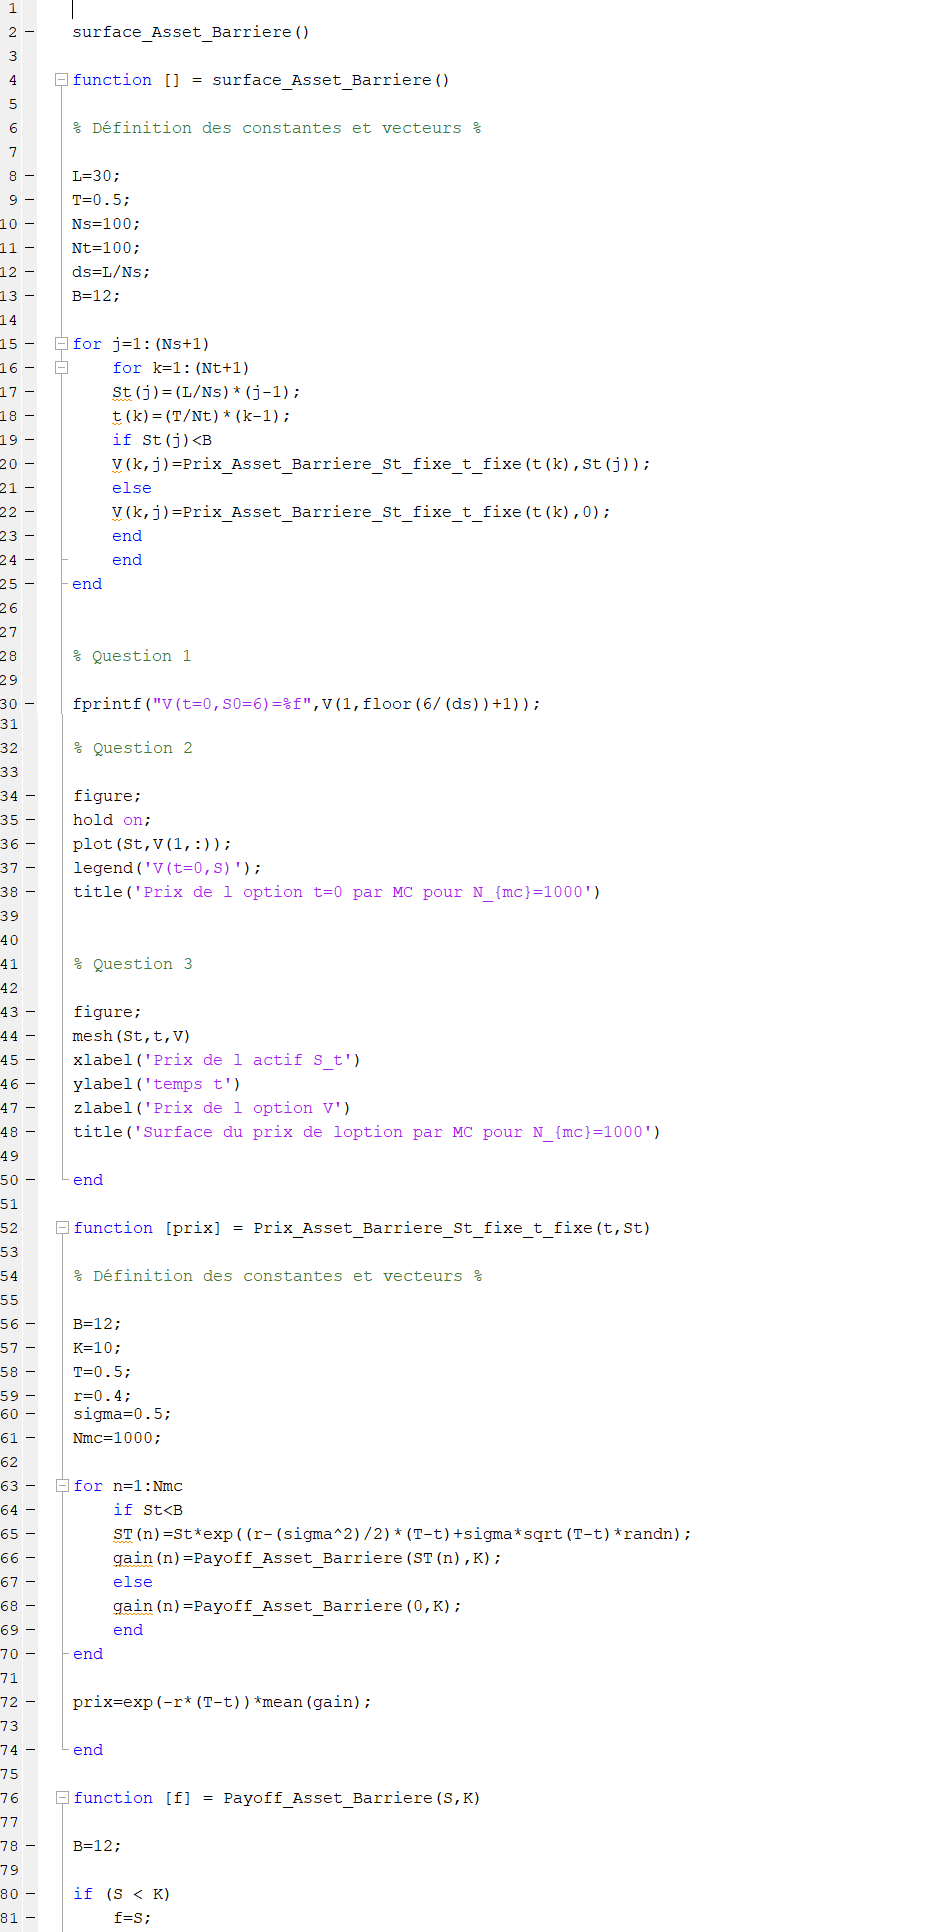 1
2 surface_Asset_Barriere()
3
4 function [] = surface_Asset_Barriere()
5
6 % Définition des constantes et vecteurs %
7
8 L=30;
9 T=0.5;
10 Ns=100;
11 Nt=100;
12 ds=L/Ns;
13 B=12;
14
15 for j=1:(Ns+1)
16 for k=1:(Nt+1)
17 St(j)=(L/Ns)*(j-1);
18 t(k)=(T/Nt)*(k-1);
19 if St(j)<B
20 V(k,j)=Prix_Asset_Barriere_St_fixe_t_fixe(t(k),St(j));
21 else
22 V(k,j)=Prix_Asset_Barriere_St_fixe_t_fixe(t(k),0);
23 end
24 end
25 end
26
27
28 % Question 1
29
30 fprintf("V(t=0,S0=6)=%f",V(1,floor(6/(ds))+1));
31
32 % Question 2
33
34 figure;
35 hold on;
36 plot(St,V(1,:));
37 legend('V(t=0,S)');
38 title('Prix de l option t=0 par MC pour N_{mc}=1000')
39
40
41 % Question 3
42
43 figure;
44 mesh(St,t,V)
45 xlabel('Prix de l actif S_t')
46 ylabel('temps t')
47 zlabel('Prix de l option V')
48 title('Surface du prix de loption par MC pour N_{mc}=1000')
49
50 end
51
52 function [prix] = Prix_Asset_Barriere_St_fixe_t_fixe(t,St)
53
54 % Définition des constantes et vecteurs %
55
56 B=12;
57 K=10;
58 T=0.5;
59 r=0.4;
60 sigma=0.5;
61 Nmc=1000;
62
63 for n=1:Nmc
64 if St<B
65 ST(n)=St*exp((r-(sigma^2)/2)*(T-t)+sigma*sqrt(T-t)*randn);
66 gain(n)=Payoff_Asset_Barriere(ST(n),K);
67 else
68 gain(n)=Payoff_Asset_Barriere(0,K);
69 end
70 end
71
72 prix=exp(-r*(T-t))*mean(gain);
73
74 end
75
76 function [f] = Payoff_Asset_Barriere(S,K)
77
78 B=12;
79
80 if (S < K)
81 f=S;